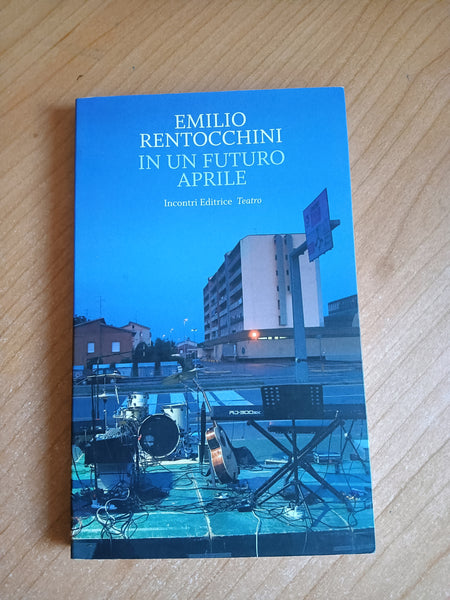 EMILIO
RENTOCCHINI
IN UN FUTURO
APRILE
Incontri Editrice Teatro